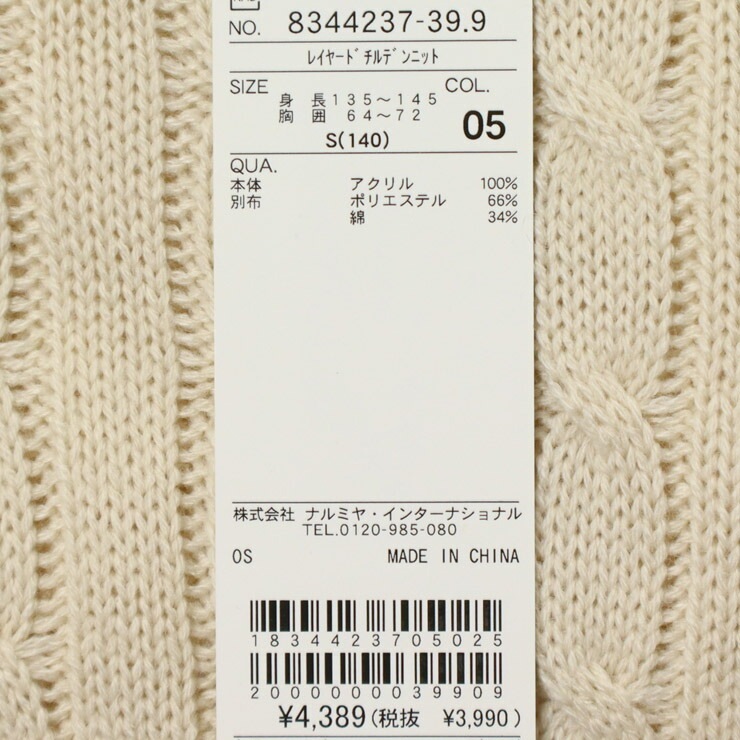 NO. 8344237-39.9
ﾚｲﾔｰﾄﾞﾁﾙﾃﾞﾝﾆｯﾄ
SIZE COL.
身長135～145
胸囲 64～72
S(140) 05
QUA.
本体 アクリル 100%
別布 ポリエステル 66%
綿 34%
株式会社 ナルミヤ・インターナショナル
TEL.0120-985-080
OS MADE IN CHINA
1834423705025
2000000039909
¥4,389(税抜 ¥3,990)